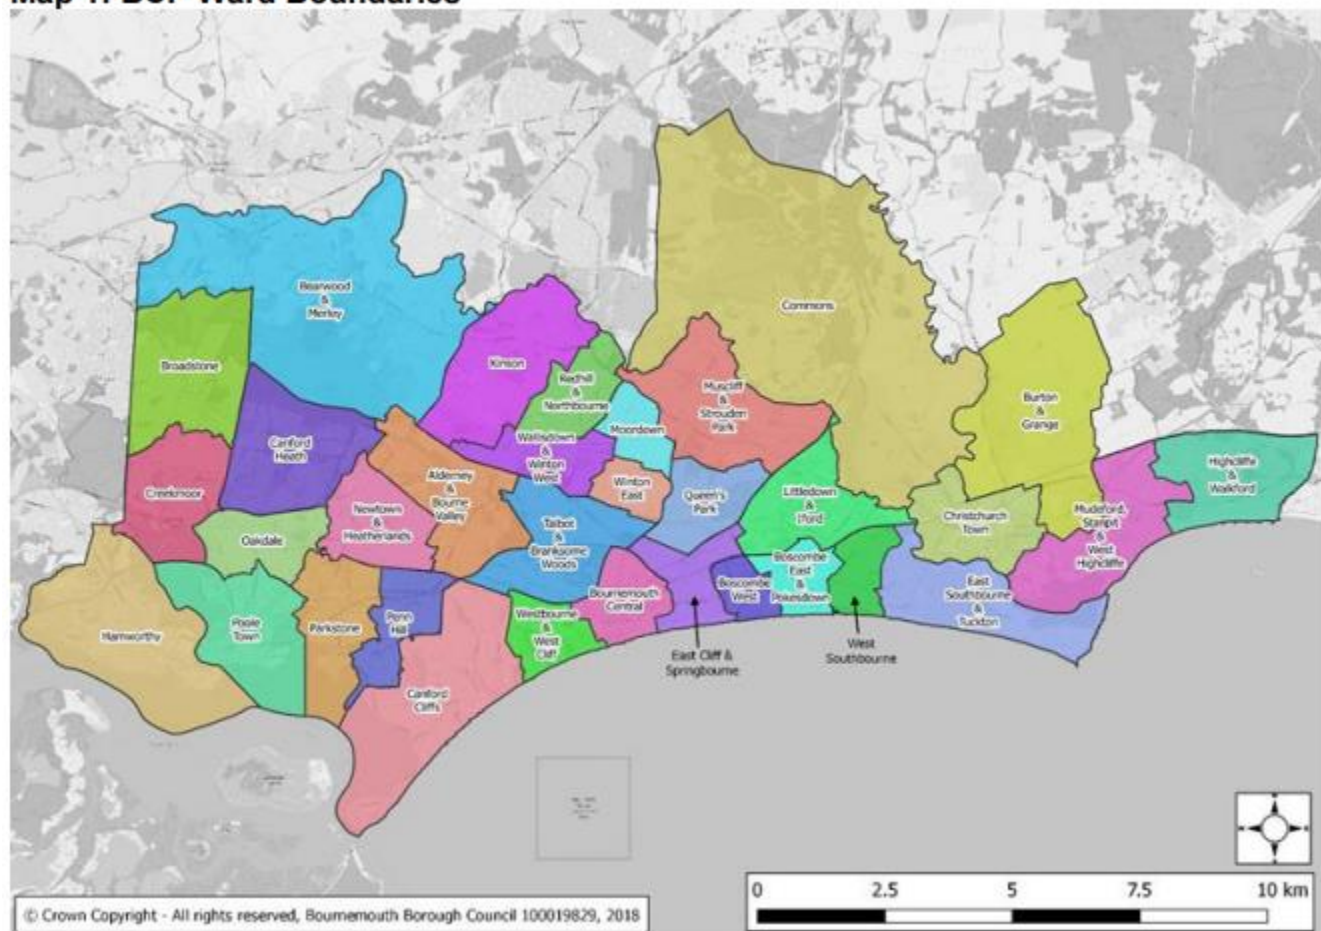 Map 1: BCP Ward Boundaries
Bearwood
&
Merley
Commons
Broadstone
Kinson
Redhill
&
Northbourne
Muscliff
&
Strouden
Park
Burton
&
Grange
Canford
Heath
Wallisdown
&
Winton
West
Moordown
Highcliffe
&
Walkford
Creekmoor
Alderney
&
Bourne
Valley
Winton
East
Queen's
Park
Littledown
&
Iford
Newtown
&
Heatherlands
Christchurch
Town
Mudeford,
Stanpit
&
West
Highcliffe
Oakdale
Talbot
&
Branksome
Woods
Boscombe
East
&
Pokesdown
Boscombe
West
Bournemouth
Central
East
Southbourne
&
Tuckton
Hamworthy
Poole
Town
Parkstone
Penn
Hill
Westbourne
&
West
Cliff
East Cliff &
Springbourne
West
Southbourne
Canford
Cliffs
0 2.5 5 7.5 10 km
© Crown Copyright - All rights reserved, Bournemouth Borough Council 100019829, 2018